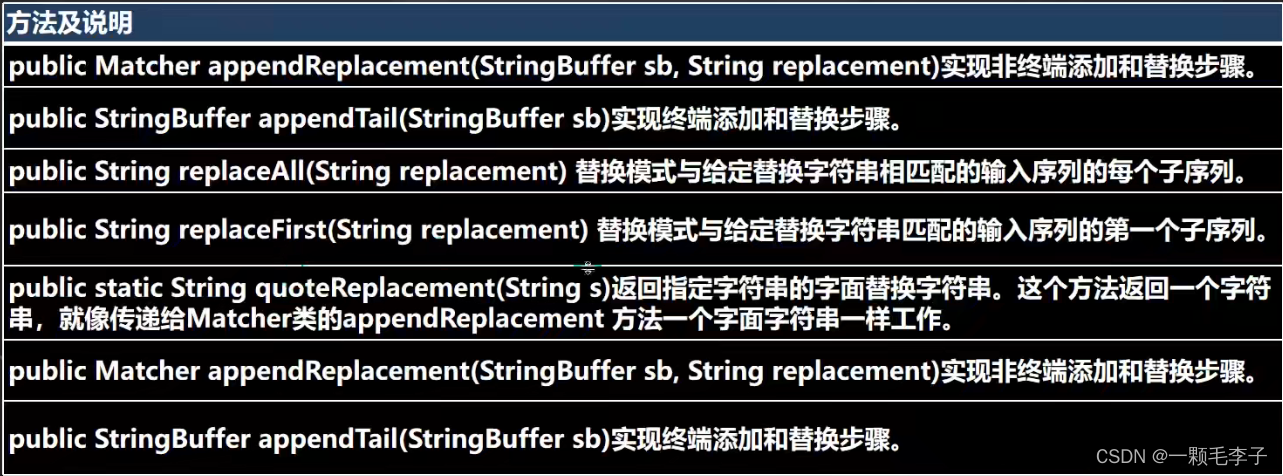 方法及说明
public Matcher appendReplacement(StringBuffer sb, String replacement)实现非终端添加和替换步骤。
public StringBuffer appendTail(StringBuffer sb)实现终端添加和替换步骤。
public String replaceAll(String replacement) 替换模式与给定替换字符串相匹配的输入序列的每个子序列。
public String replaceFirst(String replacement) 替换模式与给定替换字符串匹配的输入序列的第一个子序列。
public static String quoteReplacement(String s)返回指定字符串的字面替换字符串。这个方法返回一个字符
串，就像传递给Matcher类的appendReplacement 方法一个字面字符串一样工作。
public Matcher appendReplacement(StringBuffer sb, String replacement)实现非终端添加和替换步骤。
public StringBuffer appendTail(StringBuffer sb)实现终端添加和替换步骤。
CSDN @一颗毛李子